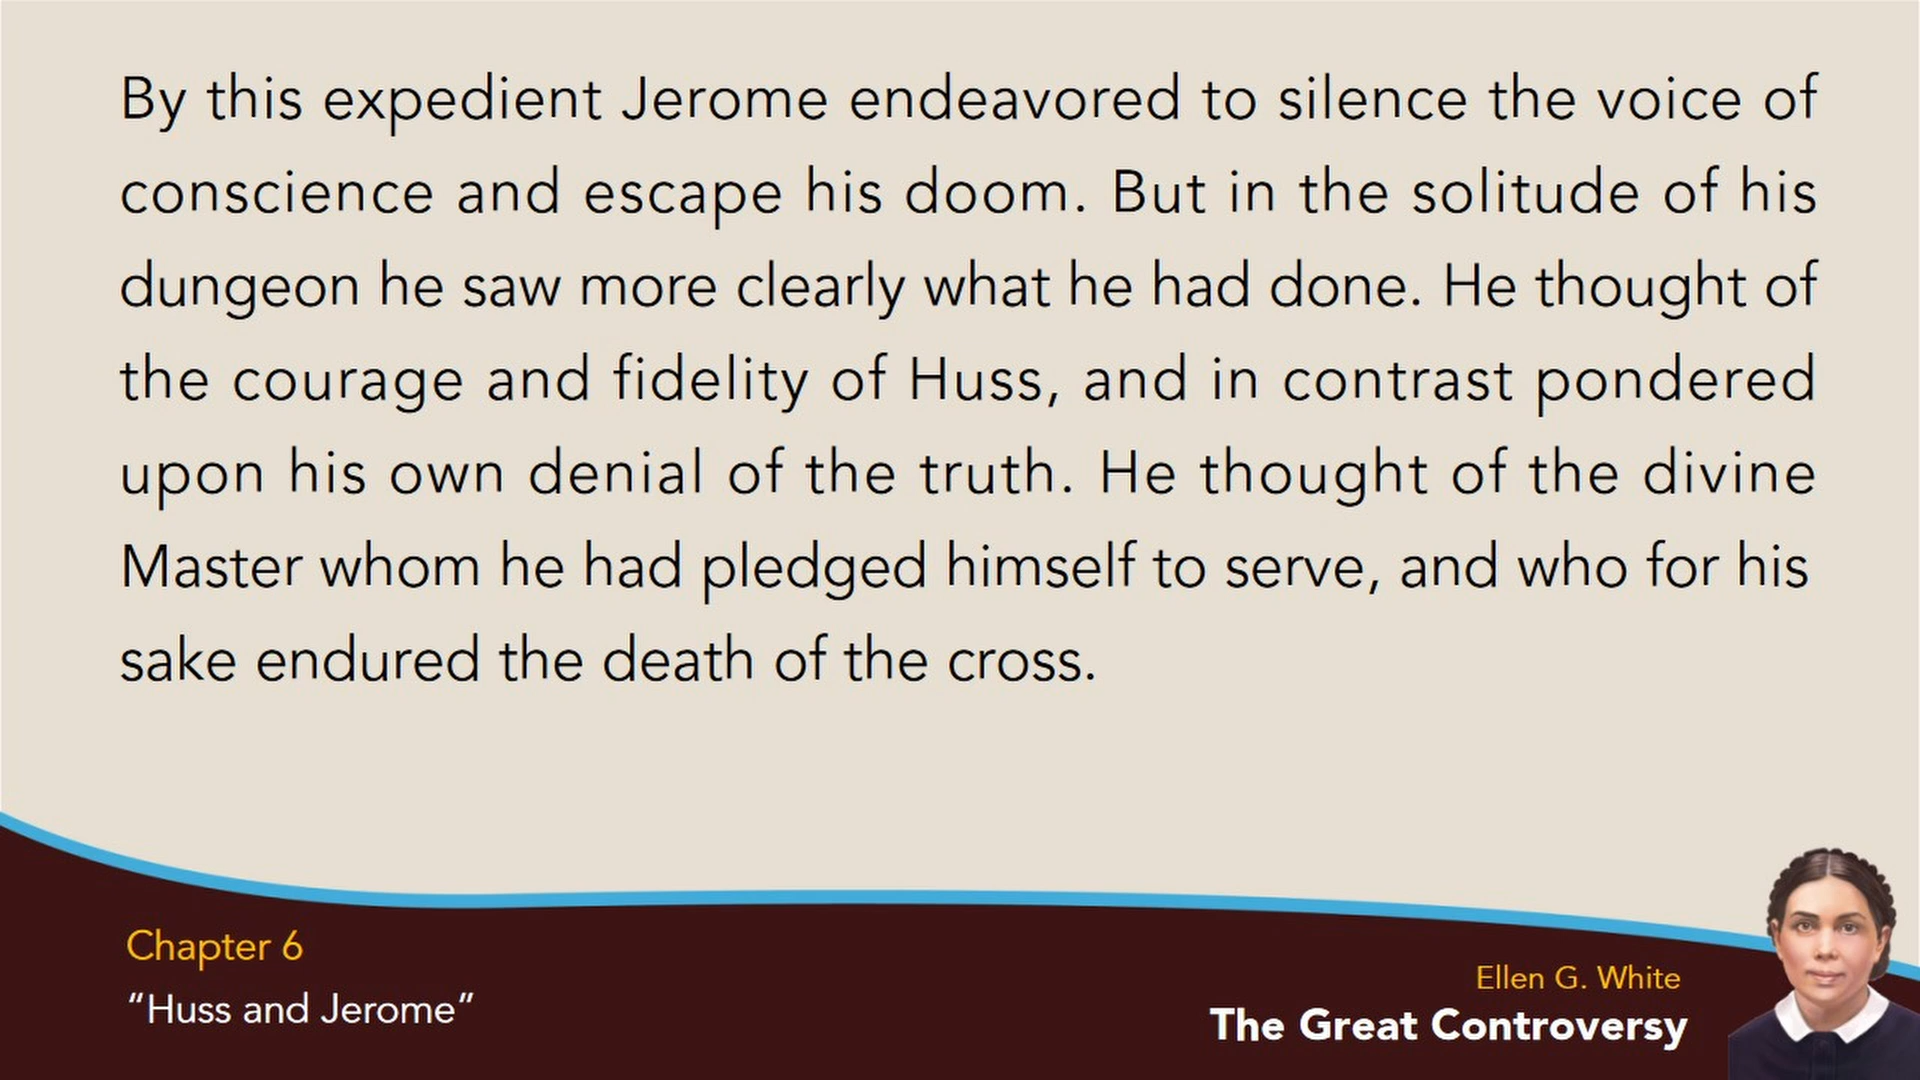 By this expedient Jerome endeavored to silence the voice of
conscience and escape his doom. But in the solitude of his
dungeon he saw more clearly what he had done. He thought of
the courage and fidelity of Huss, and in contrast pondered
upon his own denial of the truth. He thought of the divine
Master whom he had pledged himself to serve, and who for his
sake endured the death of the cross.
Chapter 6
“Huss and Jerome”
Ellen G. White
The Great Controversy